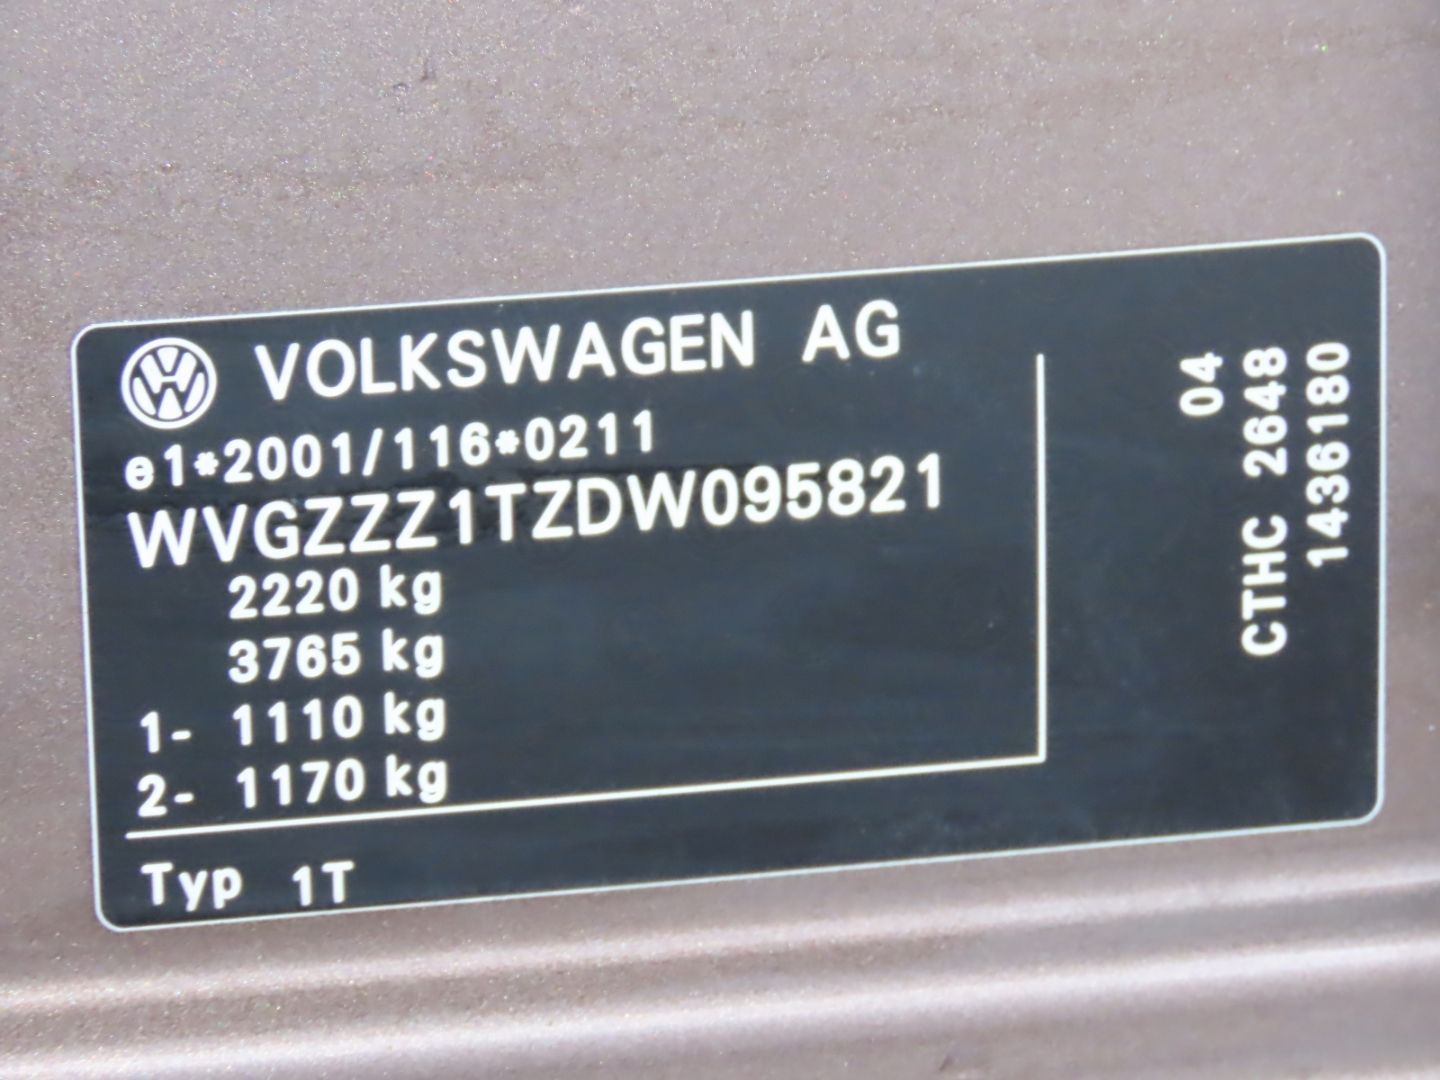 VOLKSWAGEN AG
e1*2001/116*0211
WVGZZZ1TZDW095821
2220 kg
3765 kg
1- 1110 kg
2- 1170 kg
Typ 1T
04
CTHC 2648
1436180